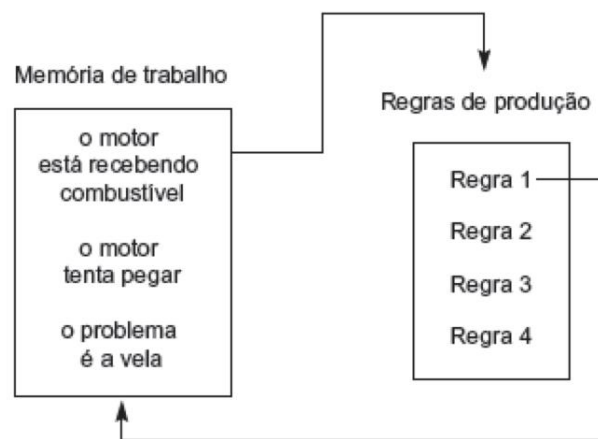 Memória de trabalho
o motor
está recebendo
combustível
o motor
tenta pegar
o problema
é a vela
Regras de produção
Regra 1
Regra 2
Regra 3
Regra 4